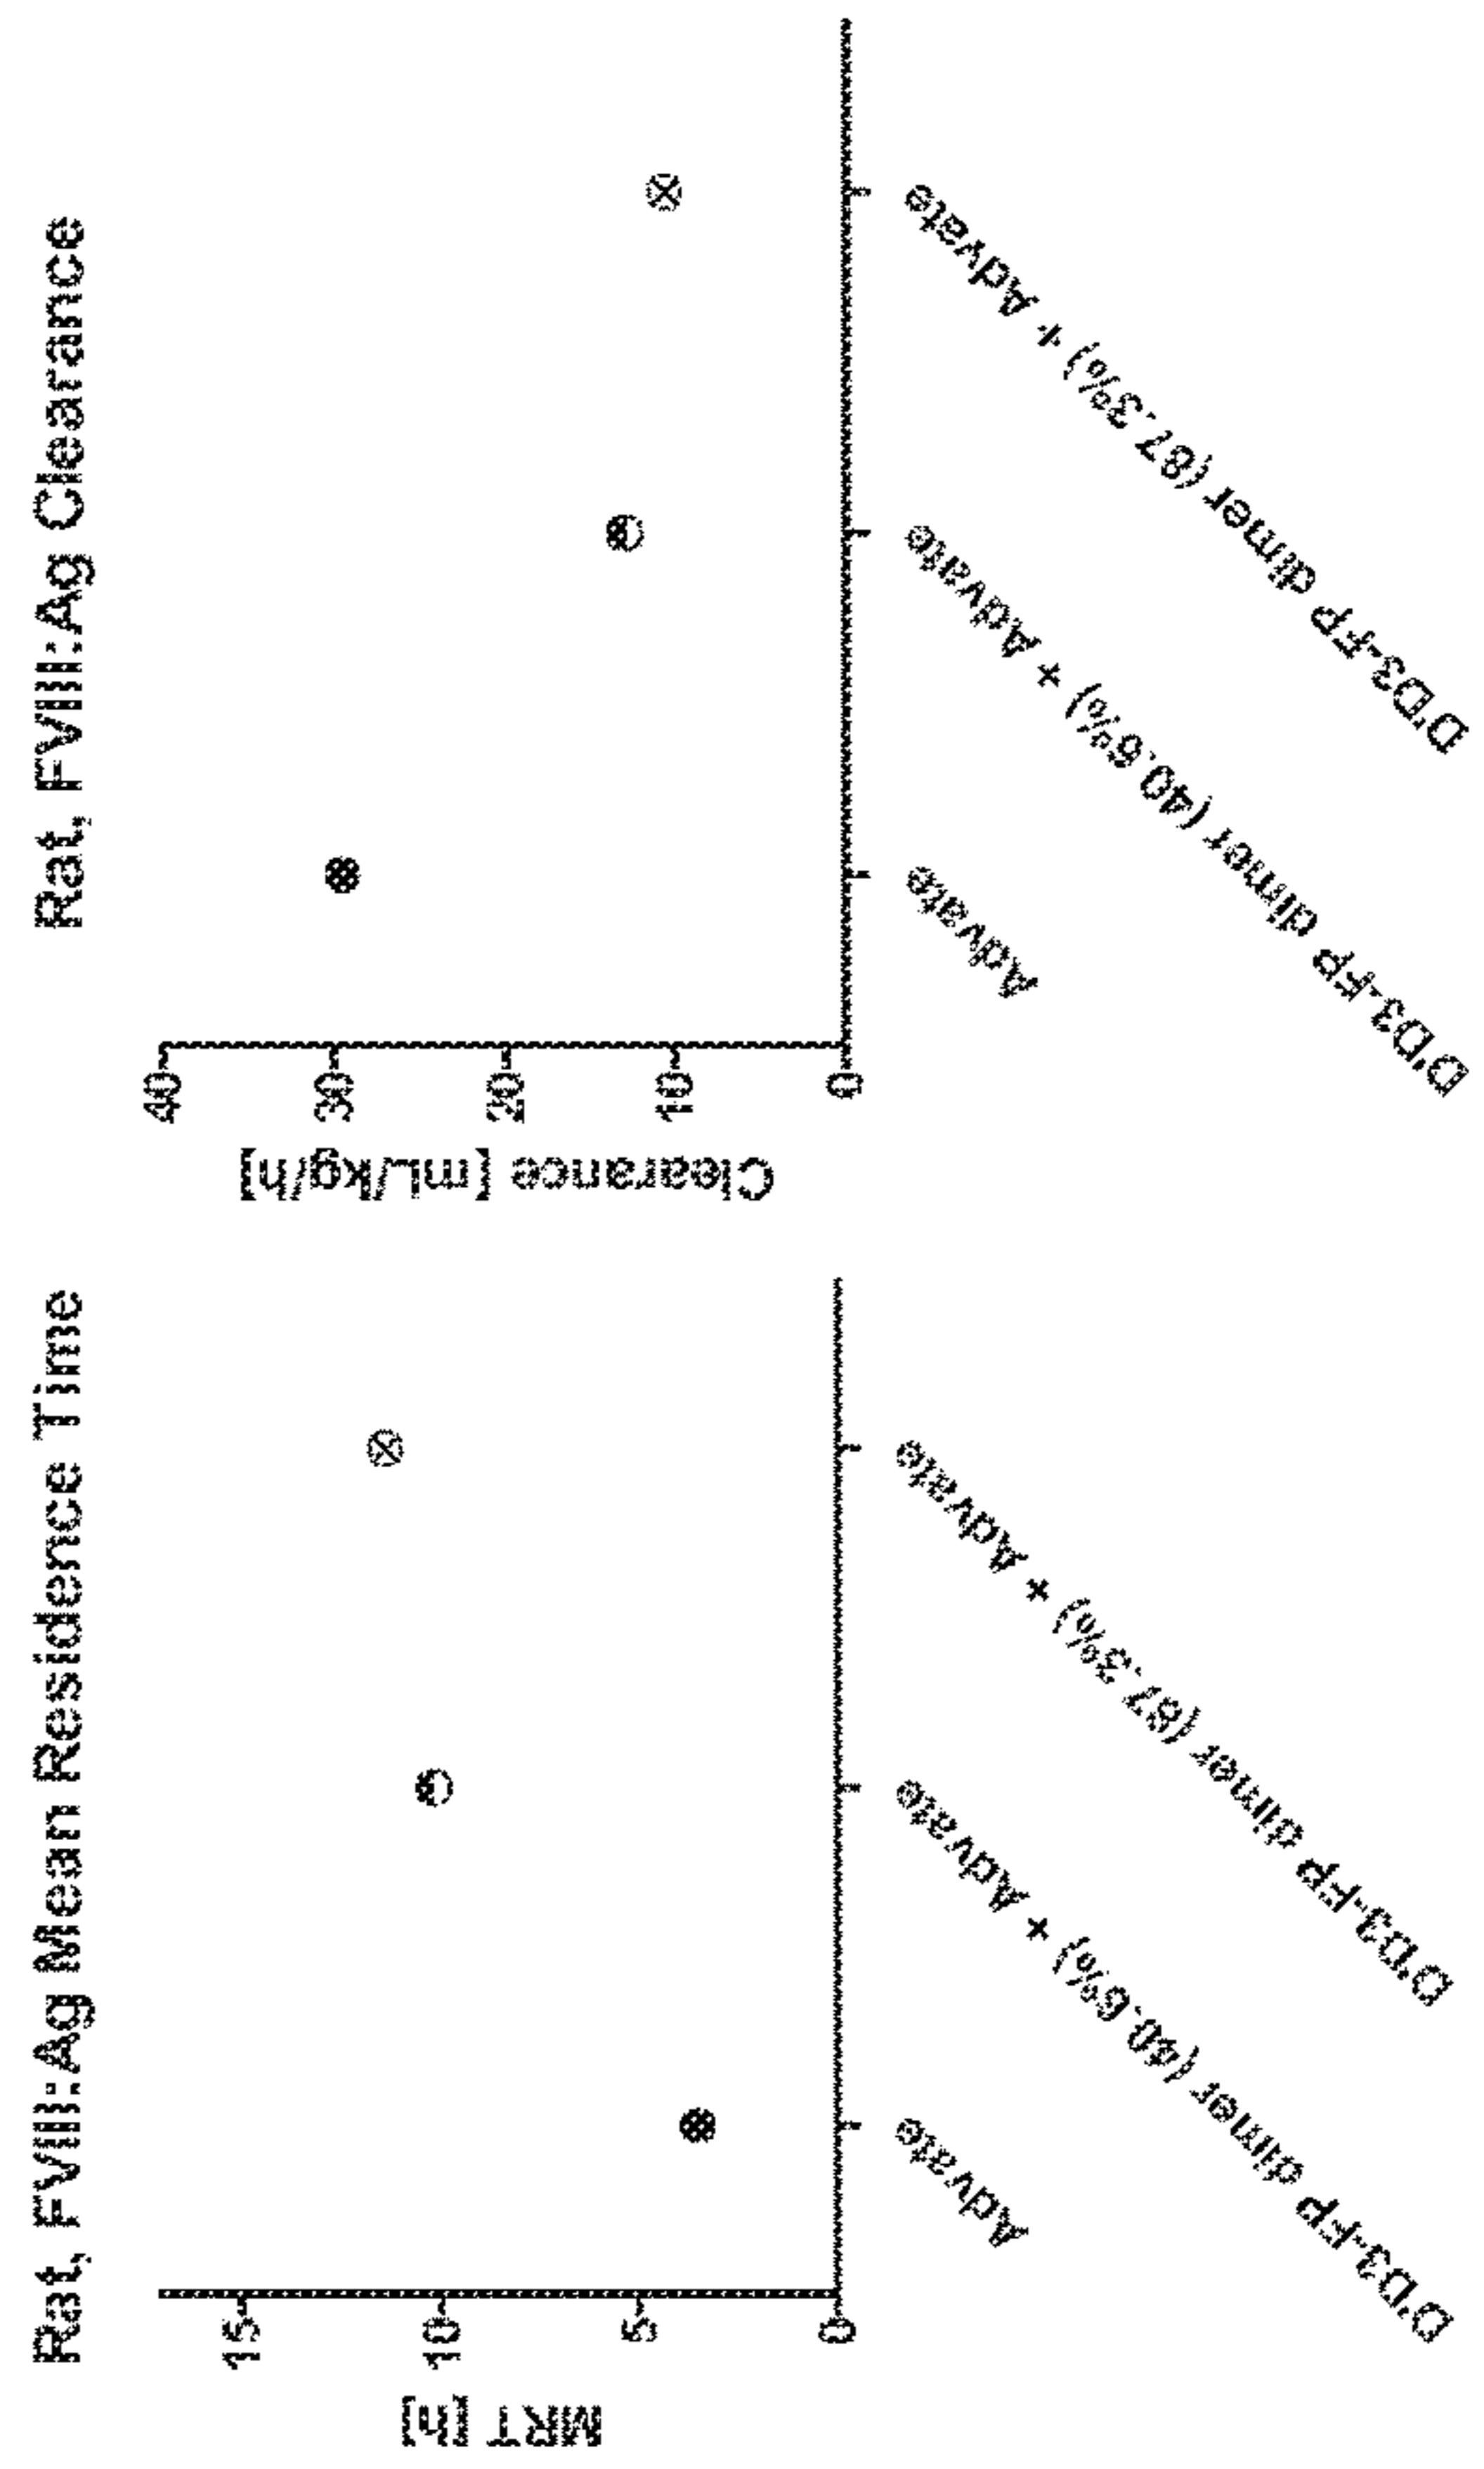 Rat, FVIII:Ag Mean Residence Time
MRT [h]
15
10
5
0
Advate
D'D3-FP dimer (40.6%) + Advate
D'D3-FP dimer (87.3%) + Advate
Rat, FVIII:Ag Clearance
Clearance [mL/kg/h]
40
30
20
10
0
Advate
D'D3-FP dimer (40.6%) + Advate
D'D3-FP dimer (87.3%) + Advate